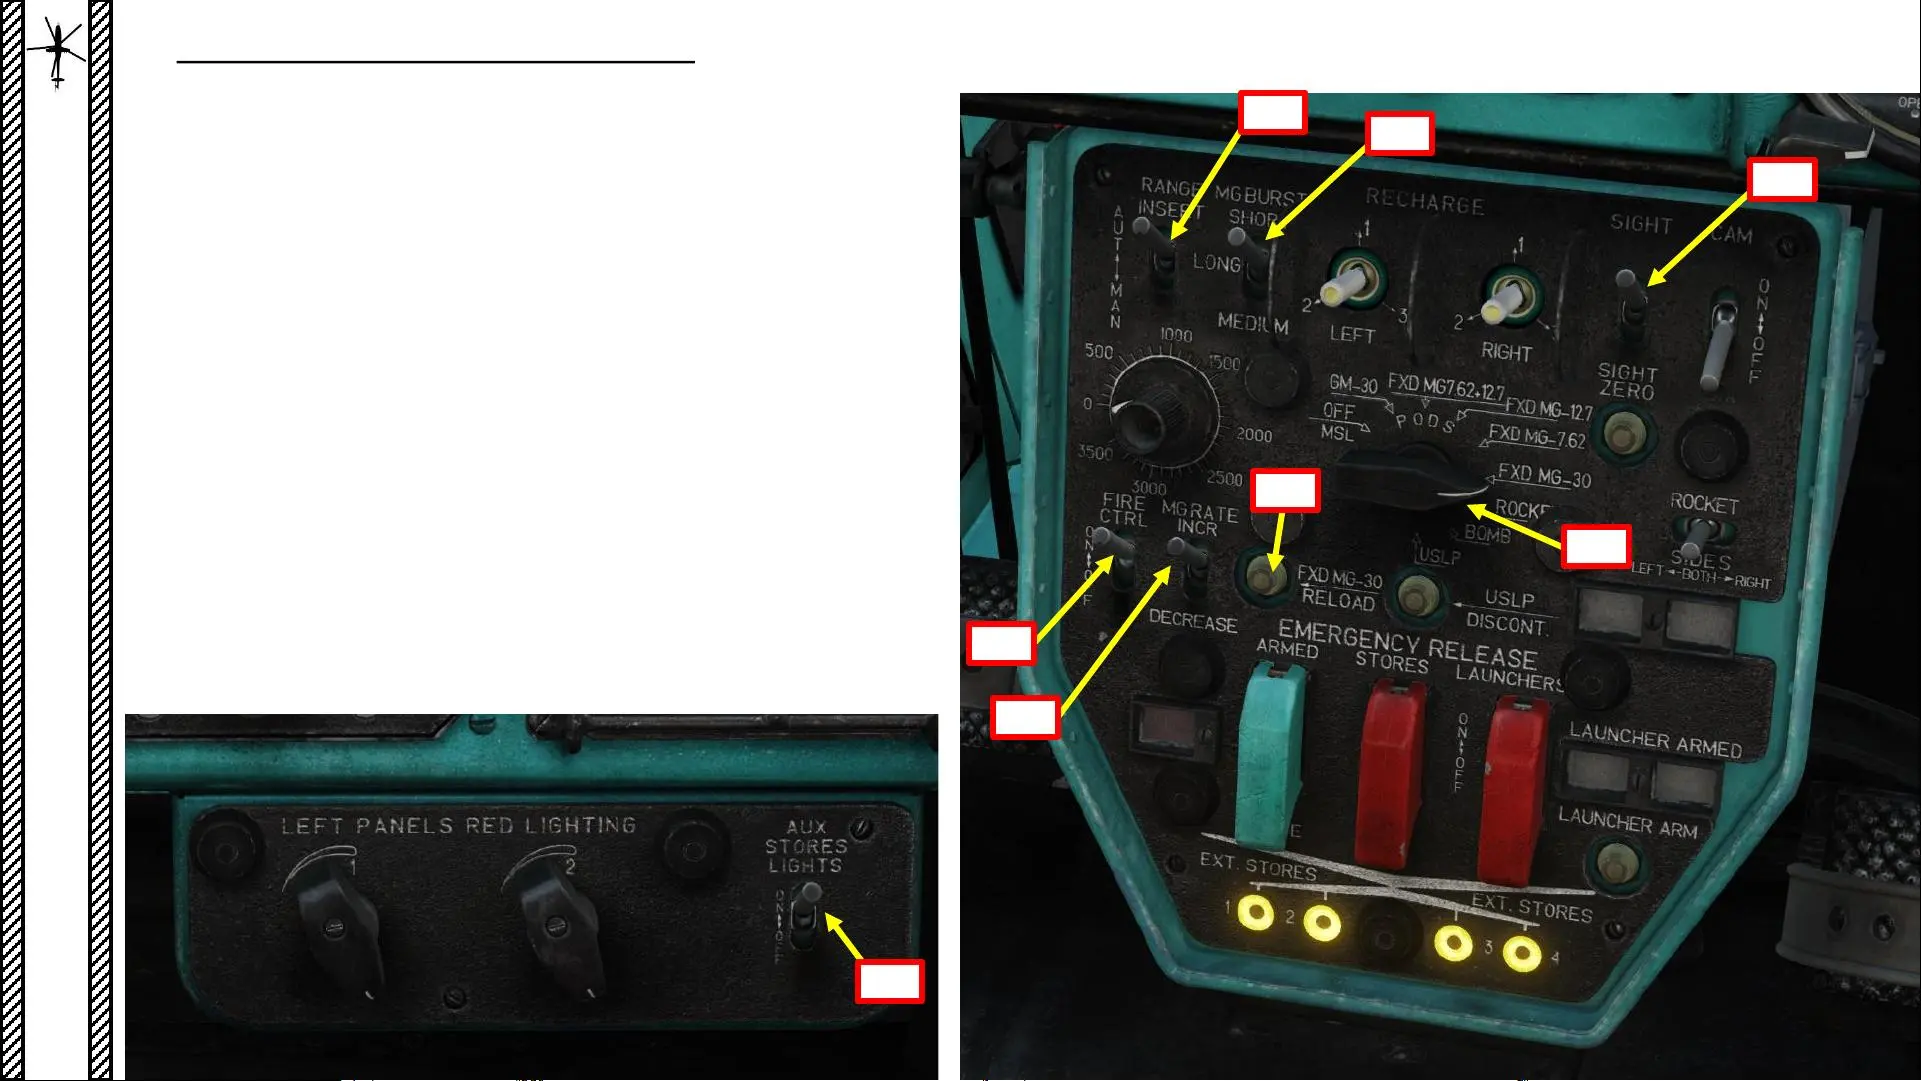 RANGE
INSERT
AUT
MAN
MG BURST
SHOR
LONG
MEDIUM
RECHARGE
1
2
3
LEFT
1
2
RIGHT
SIGHT
CAM
ON
OFF
SIGHT
ZERO
0
500
1000
1500
2000
2500
3000
3500
GM-30
FXD MG7.62+12.7
FXD MG-12.7
OFF
MSL
PODS
FXD MG-7.62
FXD MG-30
BOMB
USLP
ROCKET
SIDES
LEFT BOTH RIGHT
FIRE
CTRL
MG RATE
INCR
DECREASE
FXD MG-30
RELOAD
USLP
DISCONT.
EMERGENCY RELEASE
ARMED
STORES
LAUNCHERS
ON
OFF
LAUNCHER ARMED
LAUNCHER ARM
EXT. STORES
EXT. STORES
1
2
3
4
LEFT PANELS RED LIGHTING
1
2
AUX
STORES
LIGHTS
ON